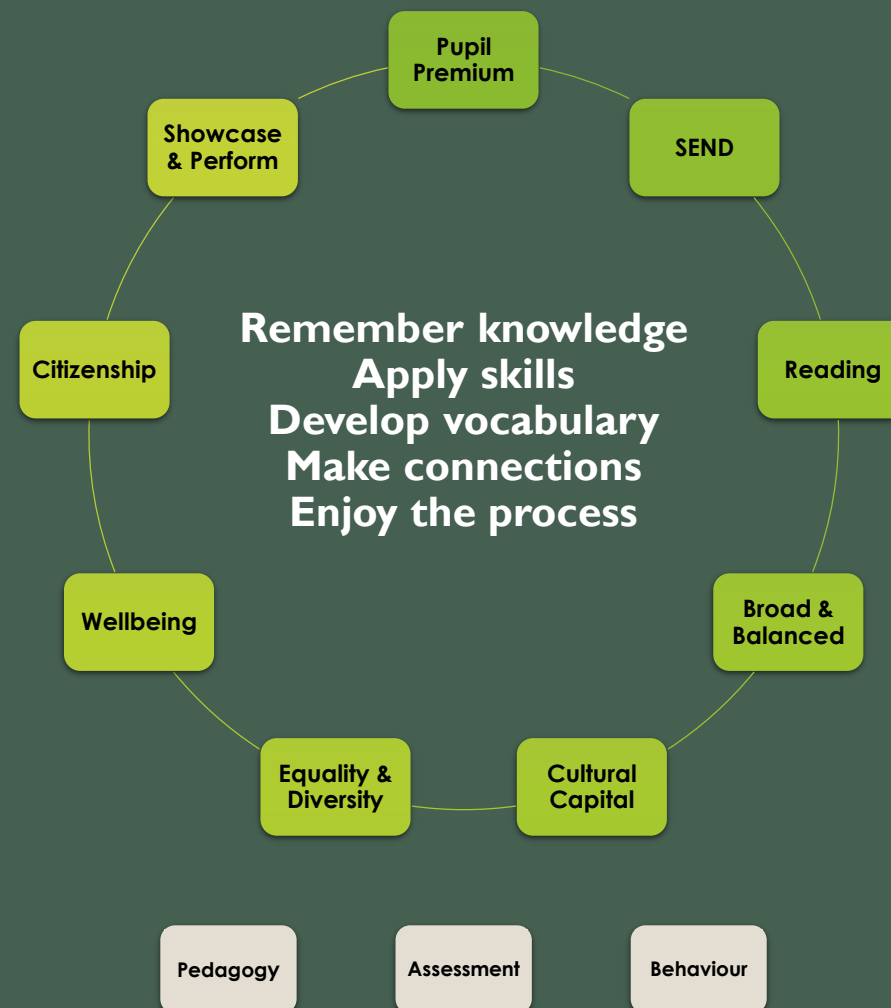 Pupil
Premium
Showcase
& Perform
SEND
Remember knowledge
Apply skills
Develop vocabulary
Make connections
Enjoy the process
Citizenship
Reading
Wellbeing
Broad &
Balanced
Equality &
Diversity
Cultural
Capital
Pedagogy
Assessment
Behaviour